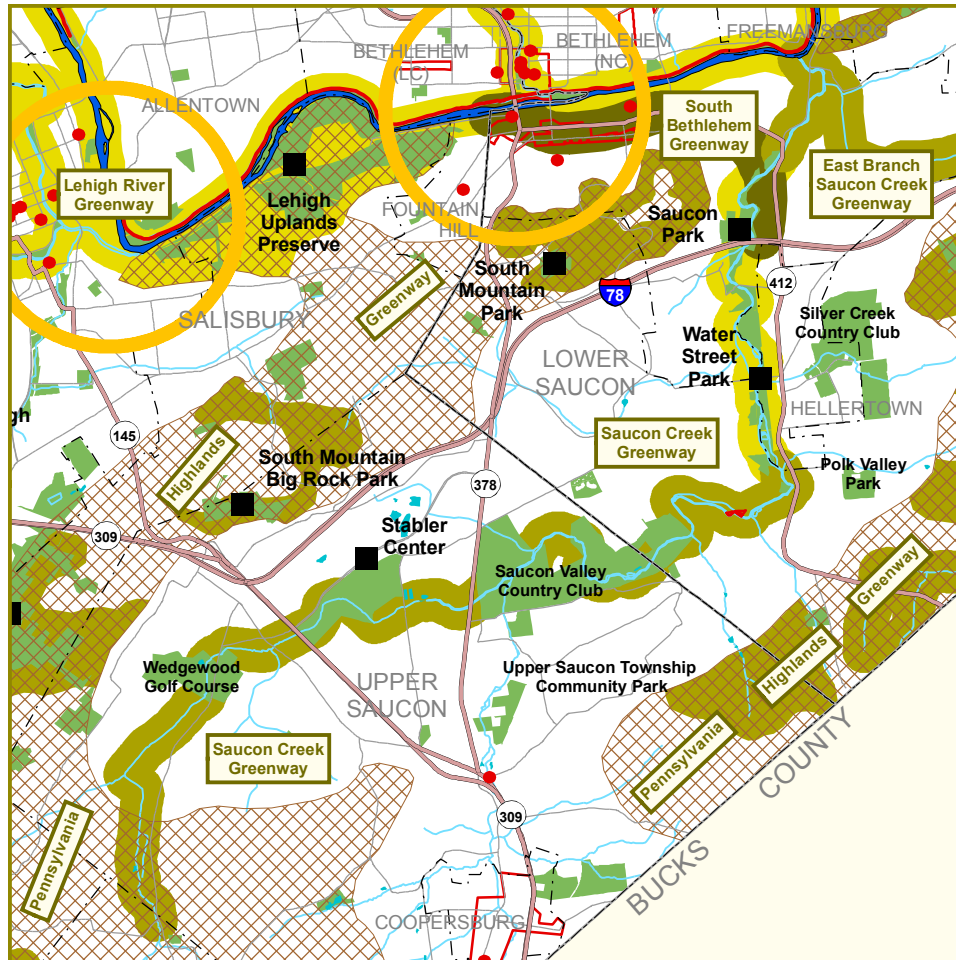 FREEMANSBURG
BETHLEHEM
(LC)
BETHLEHEM
(NC)
ALLENTOWN
South
Bethlehem
Greenway
East Branch
Saucon Creek
Greenway
Lehigh River
Greenway
Lehigh
Uplands
Preserve
FOUNTAIN
HILL
Saucon
Park
South
Mountain
Park
Greenway
78
412
SALISBURY
Silver Creek
Country Club
Water
Street
Park
LOWER
SAUCON
HELLERTOWN
gh
145
Highlands
South Mountain
Big Rock Park
Saucon Creek
Greenway
Polk Valley
Park
378
309
Stabler
Center
Saucon Valley
Country Club
Greenway
Highlands
Pennsylvania
Wedgewood
Golf Course
UPPER
SAUCON
Upper Saucon Township
Community Park
Saucon Creek
Greenway
COUNTY
BUCKS
309
Pennsylvania
COOPERSBURG